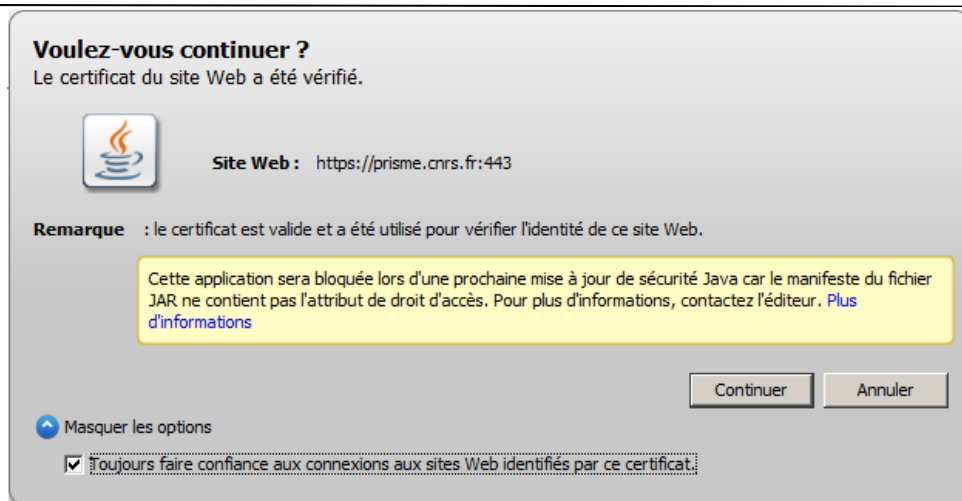 Voulez-vous continuer ?
Le certificat du site Web a été vérifié.
Site Web : https://prisme.cnrs.fr:443
Remarque : le certificat est valide et a été utilisé pour vérifier l'identité de ce site Web.
Cette application sera bloquée lors d'une prochaine mise à jour de sécurité Java car le manifeste du fichier
JAR ne contient pas l'attribut de droit d'accès. Pour plus d'informations, contactez l'éditeur. Plus
d'informations
Continuer Annuler
Masquer les options
Toujours faire confiance aux connexions aux sites Web identifiés par ce certificat.